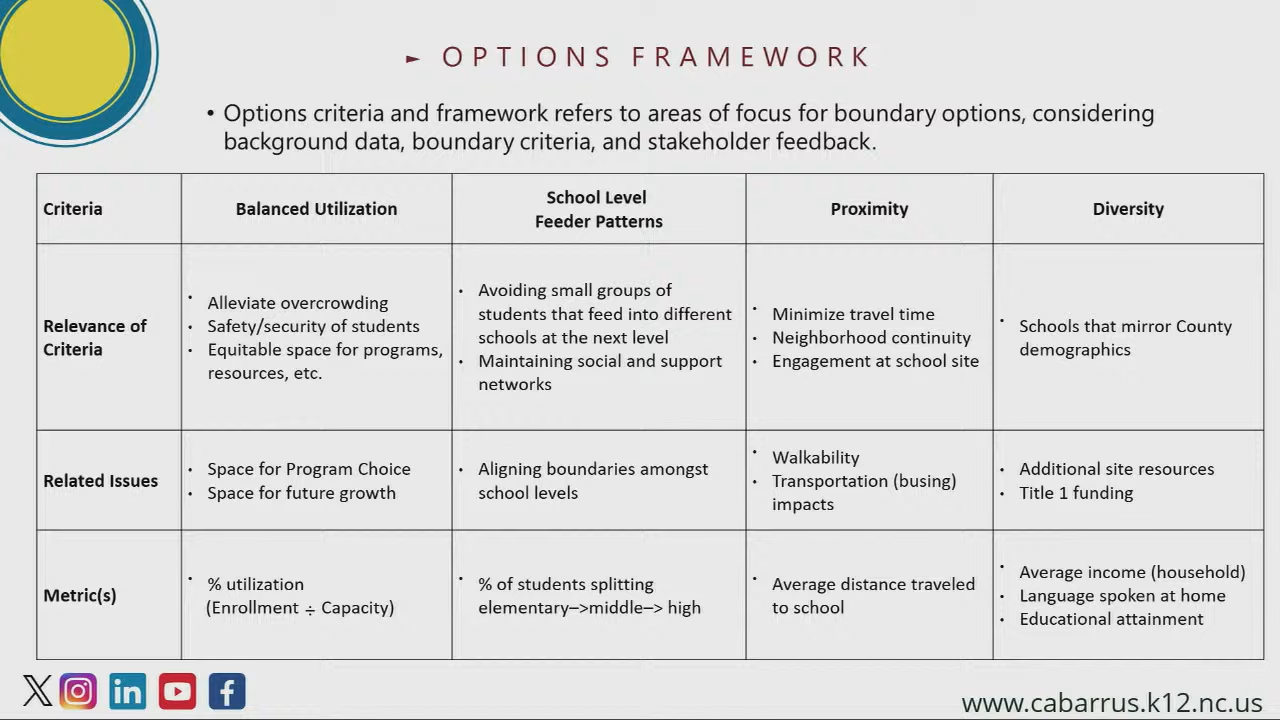 ► OPTIONS FRAMEWORK
• Options criteria and framework refers to areas of focus for boundary options, considering
background data, boundary criteria, and stakeholder feedback.
Criteria
Balanced Utilization
School Level
Feeder Patterns
Proximity
Diversity
Relevance of
Criteria
• Alleviate overcrowding
• Safety/security of students
• Equitable space for programs,
resources, etc.
• Avoiding small groups of
students that feed into different
schools at the next level
• Maintaining social and support
networks
• Minimize travel time
• Neighborhood continuity
• Engagement at school site
• Schools that mirror County
demographics
Related Issues
• Space for Program Choice
• Space for future growth
• Aligning boundaries amongst
school levels
• Walkability
• Transportation (busing)
impacts
• Additional site resources
• Title 1 funding
Metric(s)
• % utilization
(Enrollment ÷ Capacity)
• % of students splitting
elementary–>middle–> high
• Average distance traveled
to school
• Average income (household)
• Language spoken at home
• Educational attainment
www.cabarrus.k12.nc.us